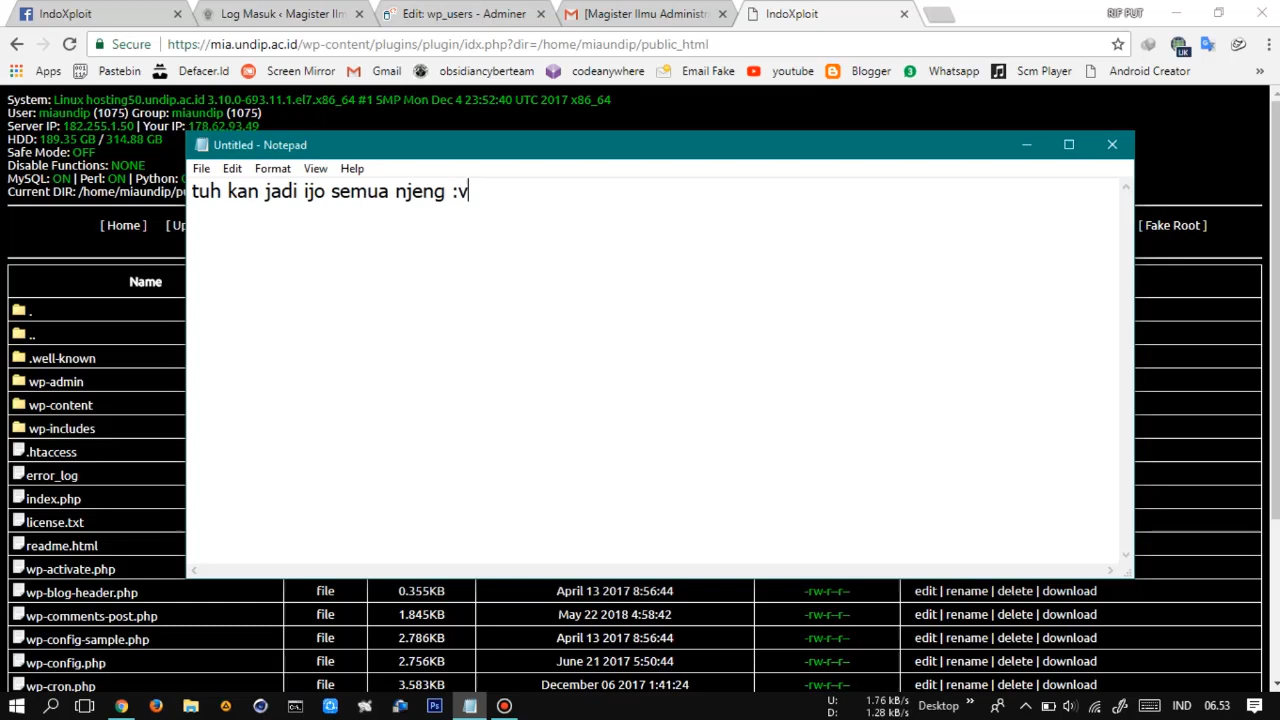 IndoXploit
Log Masuk ‹ Magister Ilm
Edit: wp_users - Adminer
[Magister Ilmu Administr
IndoXploit
RIF PUT
Secure
https://mia.undip.ac.id/wp-content/plugins/plugin/idx.php?dir=/home/miaundip/public_html
Apps
Pastebin
Defacer.Id
Screen Mirror
Gmail
obsidiancyberteam
codeanywhere
Email Fake
youtube
Blogger
Whatsapp
Scm Player
Android Creator
»
System: Linux hosting50.undip.ac.id 3.10.0-693.11.1.el7.x86_64 #1 SMP Mon Dec 4 23:52:40 UTC 2017 x86_64
User: miaundip (1075) Group: miaundip (1075)
Server IP: 182.255.1.50 | Your IP: 178.62.93.49
HDD: 189.35 GB / 314.88 GB
Safe Mode: OFF
Disable Functions: NONE
MySQL: ON | Perl: ON | Python:
Current DIR: /home/miaundip/pu
[ Home ] [ Up
[ Fake Root ]
Untitled - Notepad
File Edit Format View Help
tuh kan jadi ijo semua njeng :v
Name
.
..
.well-known
wp-admin
wp-content
wp-includes
.htaccess
error_log
index.php
license.txt
readme.html
wp-activate.php
wp-blog-header.php file 0.355KB April 13 2017 8:56:44 -rw-r--r-- edit | rename | delete | download
wp-comments-post.php file 1.845KB May 22 2018 4:58:42 -rw-r--r-- edit | rename | delete | download
wp-config-sample.php file 2.786KB April 13 2017 8:56:44 -rw-r--r-- edit | rename | delete | download
wp-config.php file 2.756KB June 21 2017 5:50:44 -rw-r--r-- edit | rename | delete | download
wp-cron.php file 3.583KB December 06 2017 1:41:24 -rw-r--r-- edit | rename | delete | download
U: 1.76 kB/s
D: 1.28 kB/s
Desktop »
IND
06.53